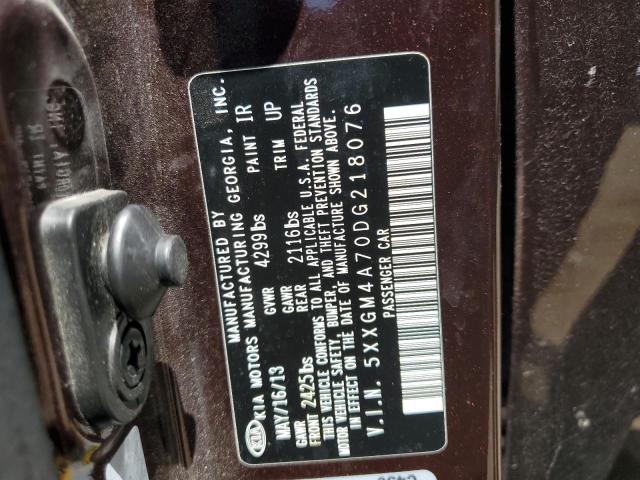 MANUFACTURED BY
KIA KIA MOTORS MANUFACTURING GEORGIA, INC.
MAY/16/13 GVWR 4299lbs PAINT IR
GAWR FRONT 2425lbs GAWR REAR 2116lbs TRIM UP
THIS VEHICLE CONFORMS TO ALL APPLICABLE U.S.A. FEDERAL
MOTOR VEHICLE SAFETY, BUMPER, AND THEFT PREVENTION STANDARDS
IN EFFECT ON THE DATE OF MANUFACTURE SHOWN ABOVE.
V.I.N. 5XXGM4A70DG218076
PASSENGER CAR